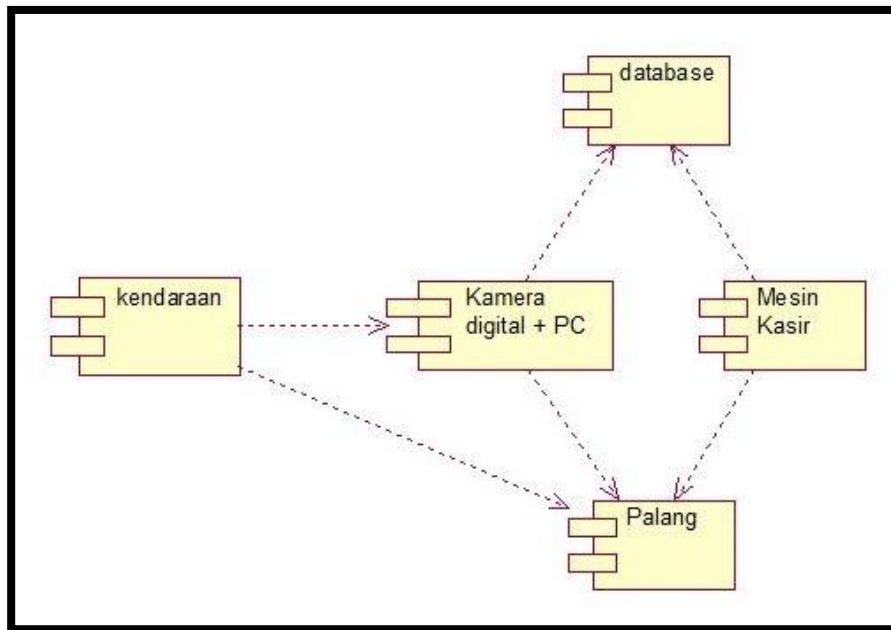 database
kendaraan
Kamera
digital + PC
Mesin
Kasir
Palang